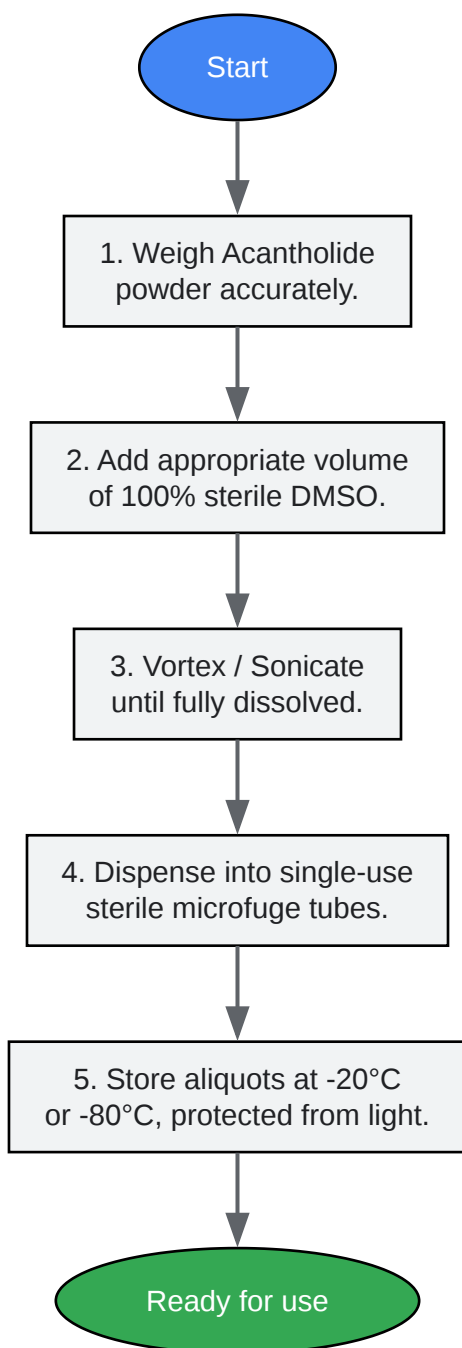 Start
1. Weigh Acantholide
powder accurately.
2. Add appropriate volume
of 100% sterile DMSO.
3. Vortex / Sonicate
until fully dissolved.
4. Dispense into single-use
sterile microfuge tubes.
5. Store aliquots at -20°C
or -80°C, protected from light.
Ready for use